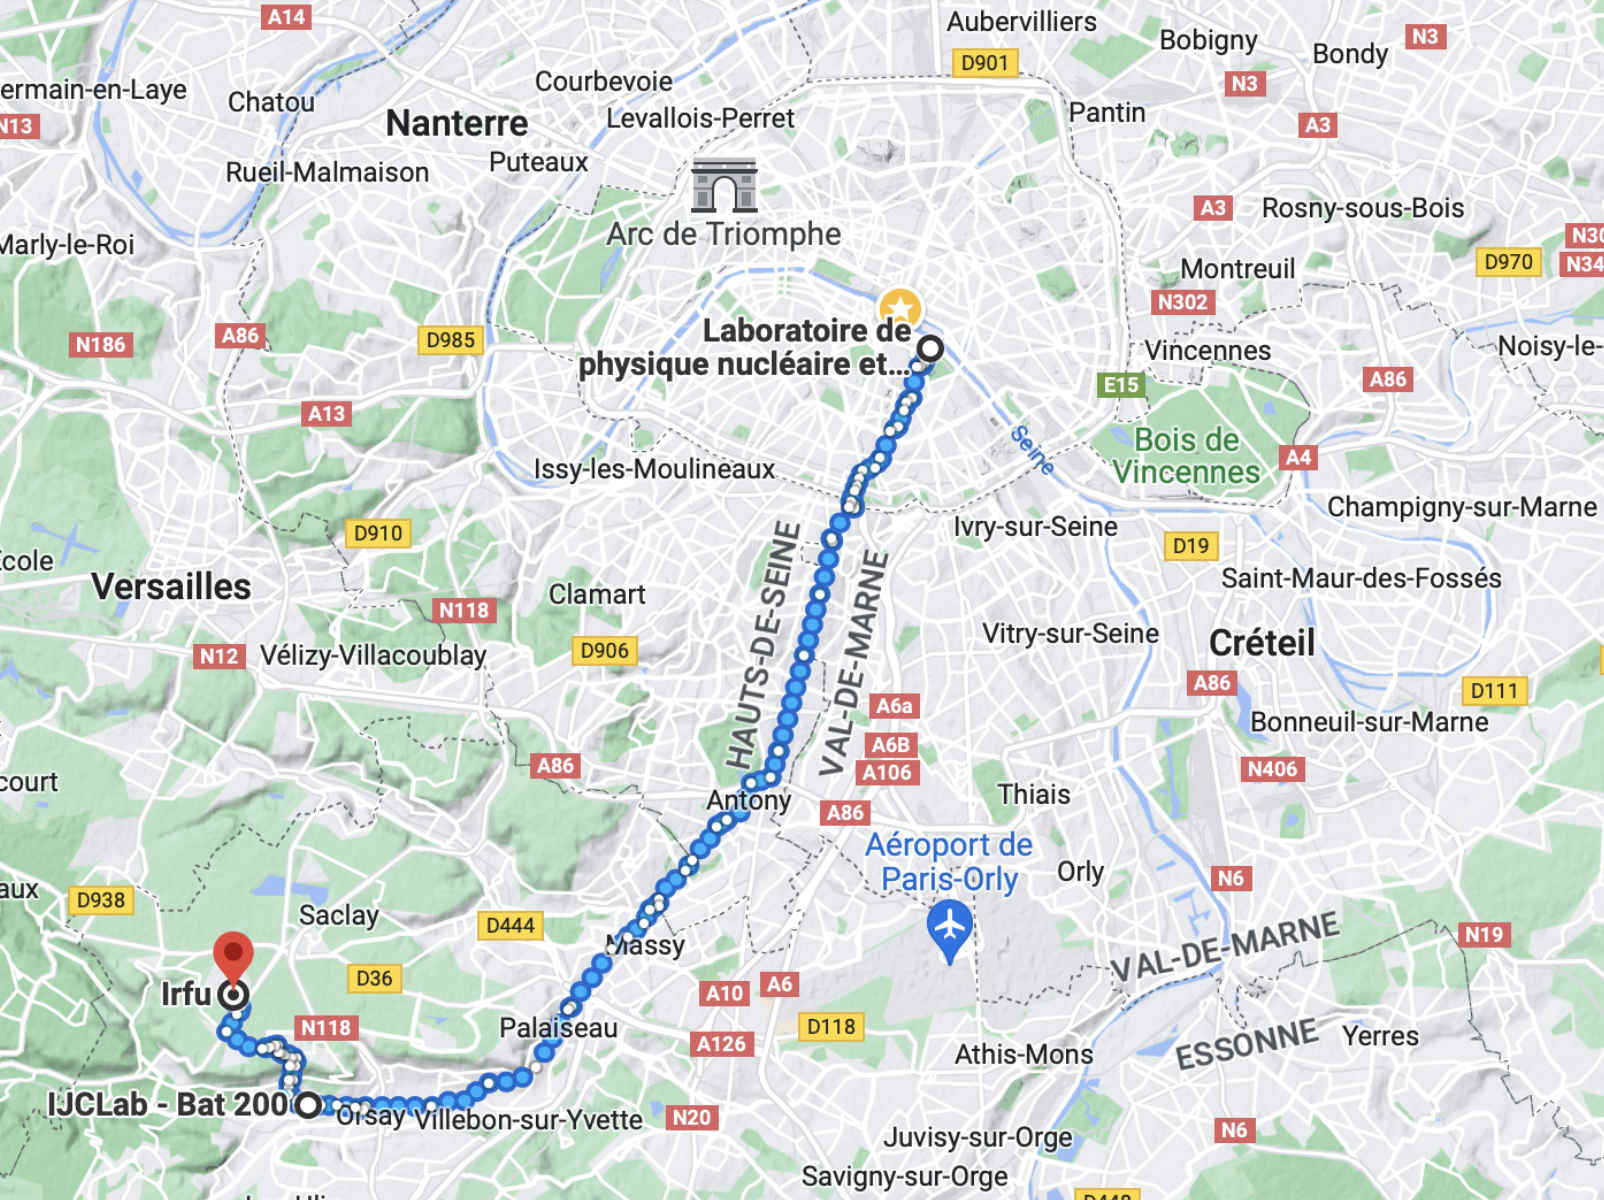 A14
Aubervilliers
Bobigny
N3
Bondy
D901
N3
Courbevoie
ermain-en-Laye
Chatou
Nanterre
Levallois-Perret
Pantin
N13
A3
Puteaux
Rueil-Malmaison
A3
Rosny-sous-Bois
Arc de Triomphe
Marly-le-Roi
N30
N34
D970
Montreuil
N302
Laboratoire de
physique nucléaire et...
N186
A86
D985
Vincennes
Noisy-le-
E15
A86
A13
Bois de
Vincennes
Seine
A4
Issy-les-Moulineaux
Champigny-sur-Marne
Ivry-sur-Seine
D910
D19
École
Versailles
HAUTS-DE-SEINE
VAL-DE-MARNE
Clamart
Saint-Maur-des-Fossés
N118
Vitry-sur-Seine
Créteil
N12
Vélizy-Villacoublay
D906
A86
D111
A6a
Bonneuil-sur-Marne
A6B
A106
N406
A86
court
Antony
Thiais
A86
Aéroport de
Paris-Orly
Orly
N6
aux
D938
Saclay
D444
Massy
VAL-DE-MARNE
N19
Irfu
D36
A10
A6
N118
Palaiseau
D118
A126
Athis-Mons
ESSONNE
Yerres
IJCLab - Bat 200
Orsay
Villebon-sur-Yvette
N20
Juvisy-sur-Orge
N6
Savigny-sur-Orge
D448